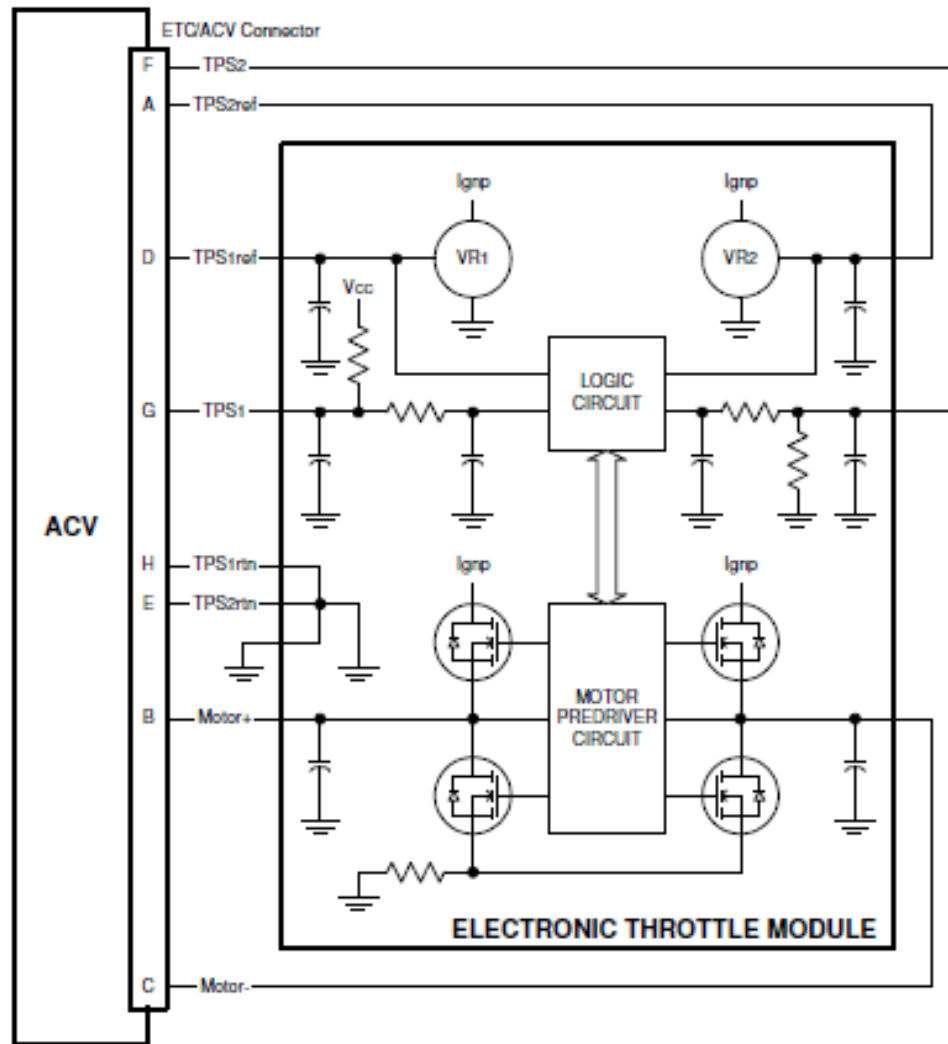 ETC/ACV Connector
F TPS2
A TPS2ref
Ignp Ignp
D TPS1ref VR1 VR2
Vcc
LOGIC
CIRCUIT
G TPS1
ACV
H TPS1rtn Ignp Ignp
E TPS2rtn
MOTOR
PREDRIVER
CIRCUIT
B Motor+
ELECTRONIC THROTTLE MODULE
C Motor-